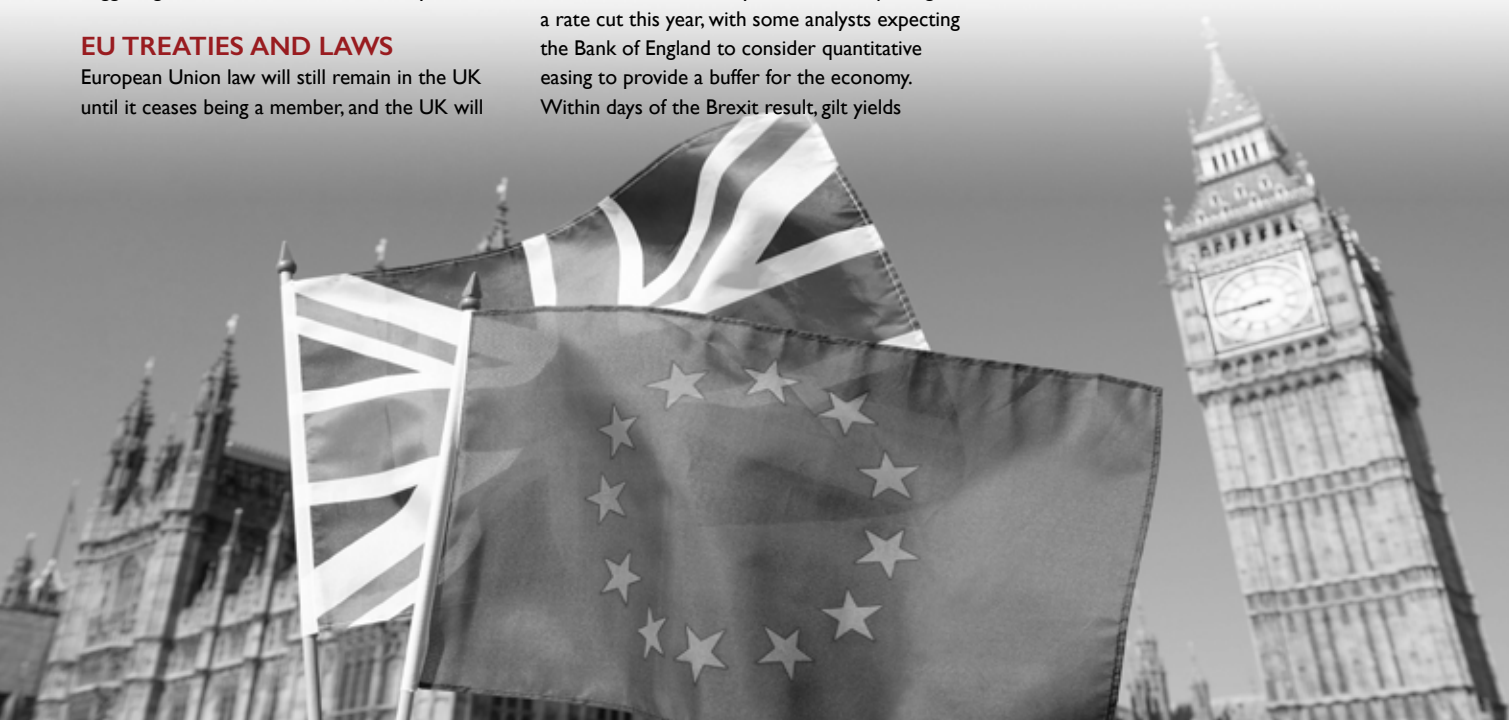 EU TREATIES AND LAWS
European Union law will still remain in the UK
until it ceases being a member, and the UK will
a rate cut this year, with some analysts expecting
the Bank of England to consider quantitative
easing to provide a buffer for the economy.
Within days of the Brexit result, gilt yields